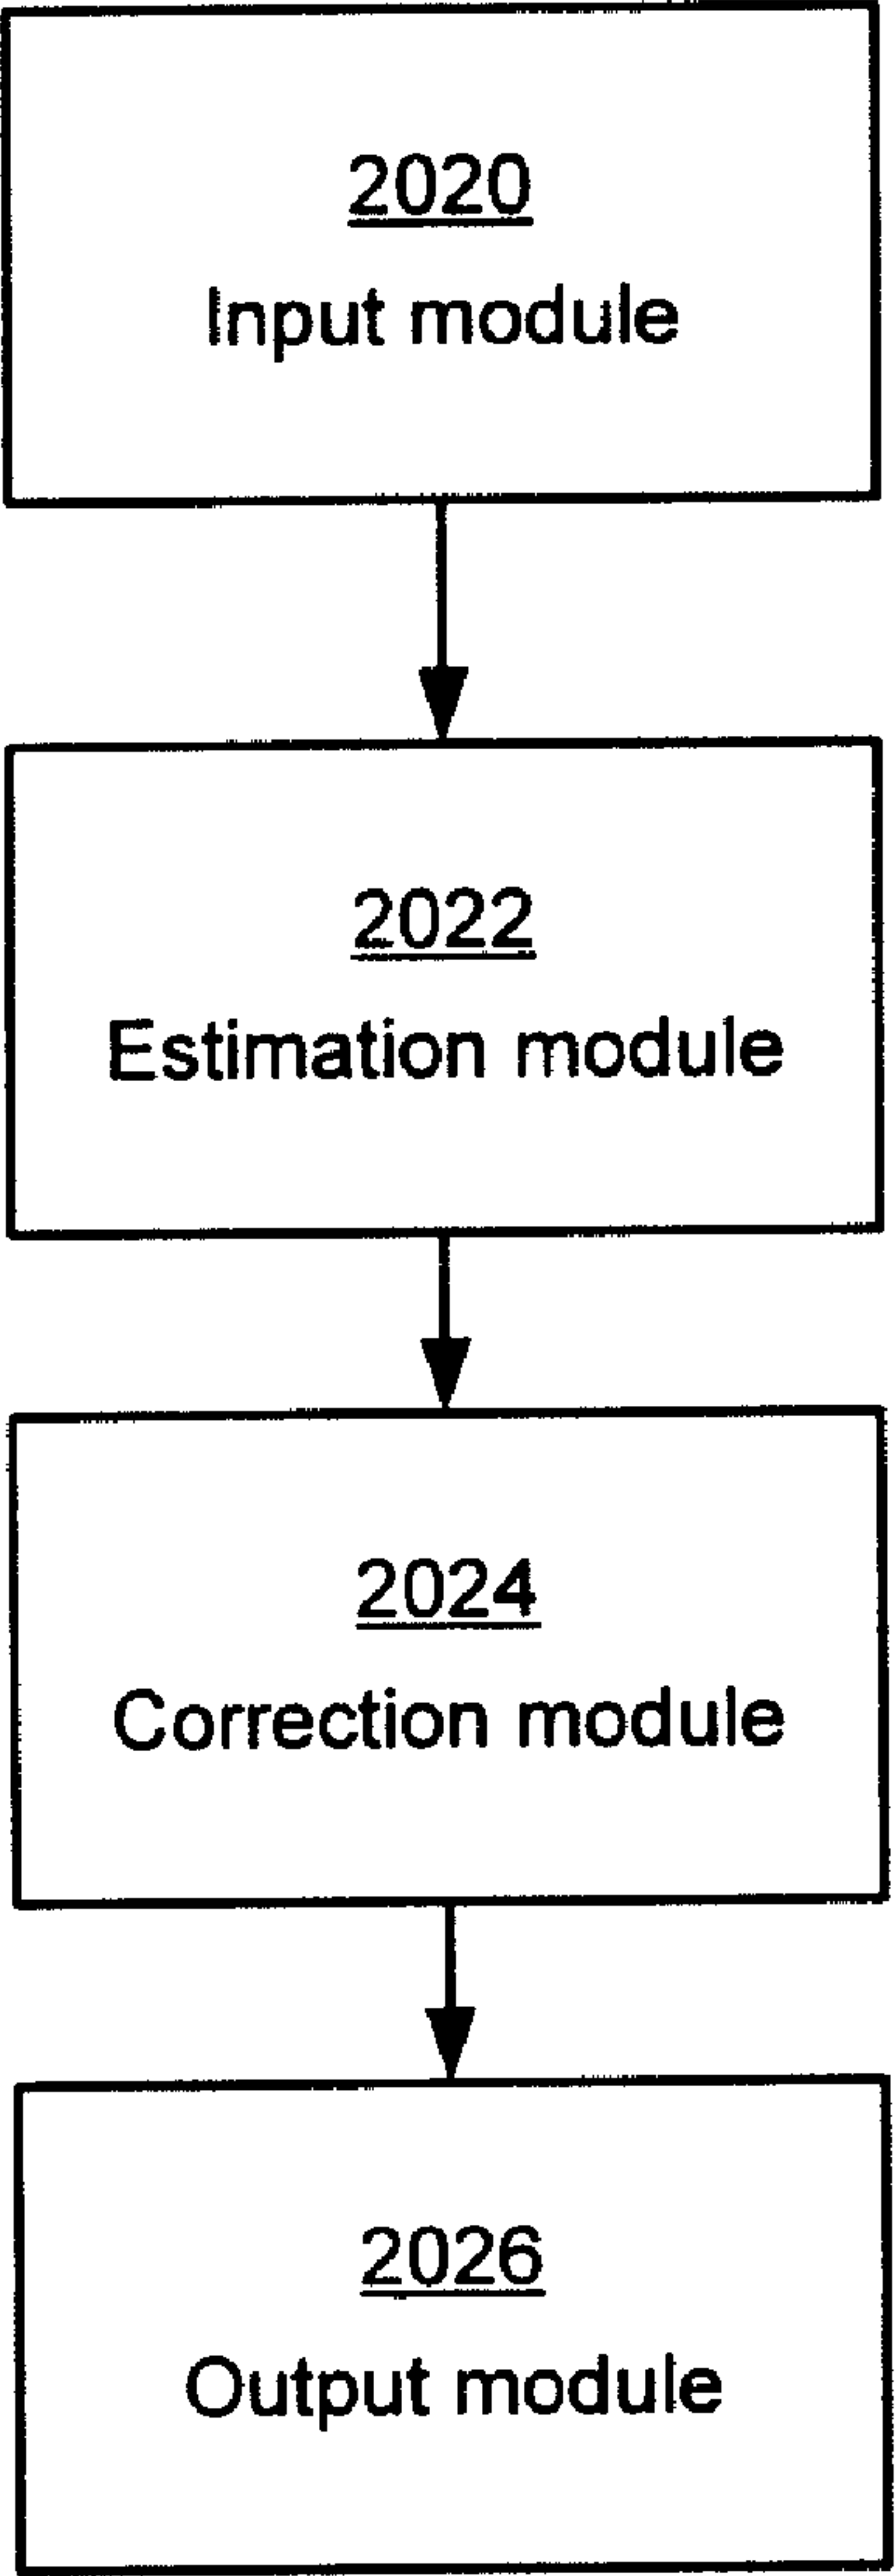 2020
Input module
2022
Estimation module
2024
Correction module
2026
Output module